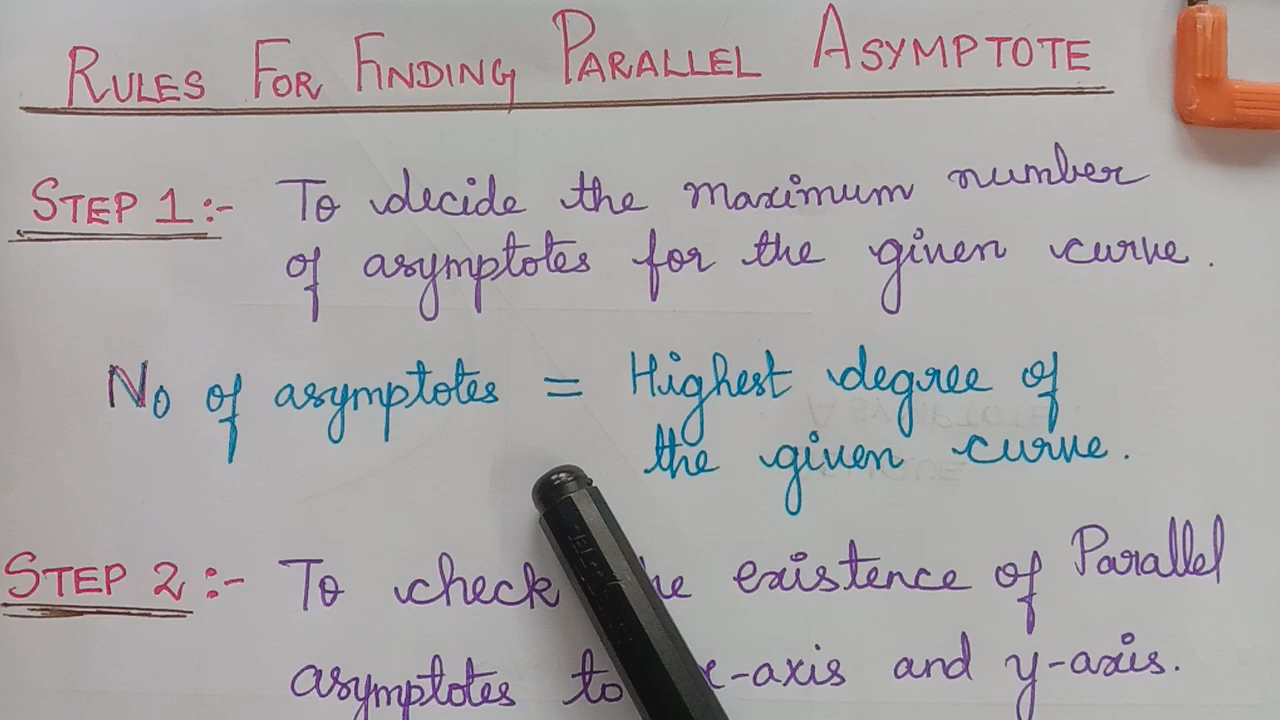 RULES FOR FINDING PARALLEL ASYMPTOTE
STEP 1:- To decide the maximum number
of asymptotes for the given curve.
No of asymptotes = Highest degree of
the given curve.
STEP 2:- To check existence of Parallel
asymptotes to x-axis and y-axis.